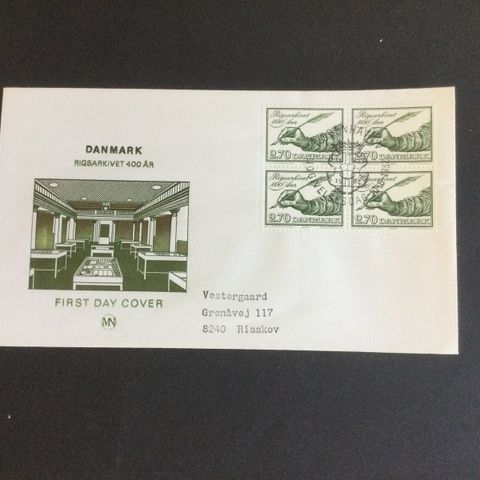 DANMARK
RIGSARKIVET 400 ÅR
FIRST DAY COVER
MN
Rigsarkivet
400 år
2.70 DANMARK
Rigsarkivet
400 år
2.70 DANMARK
Rigsarkivet
400 år
2.70 DANMARK
Rigsarkivet
400 år
2.70 DANMARK
Vestergaard
Grenåvej 117
8240 Risskov